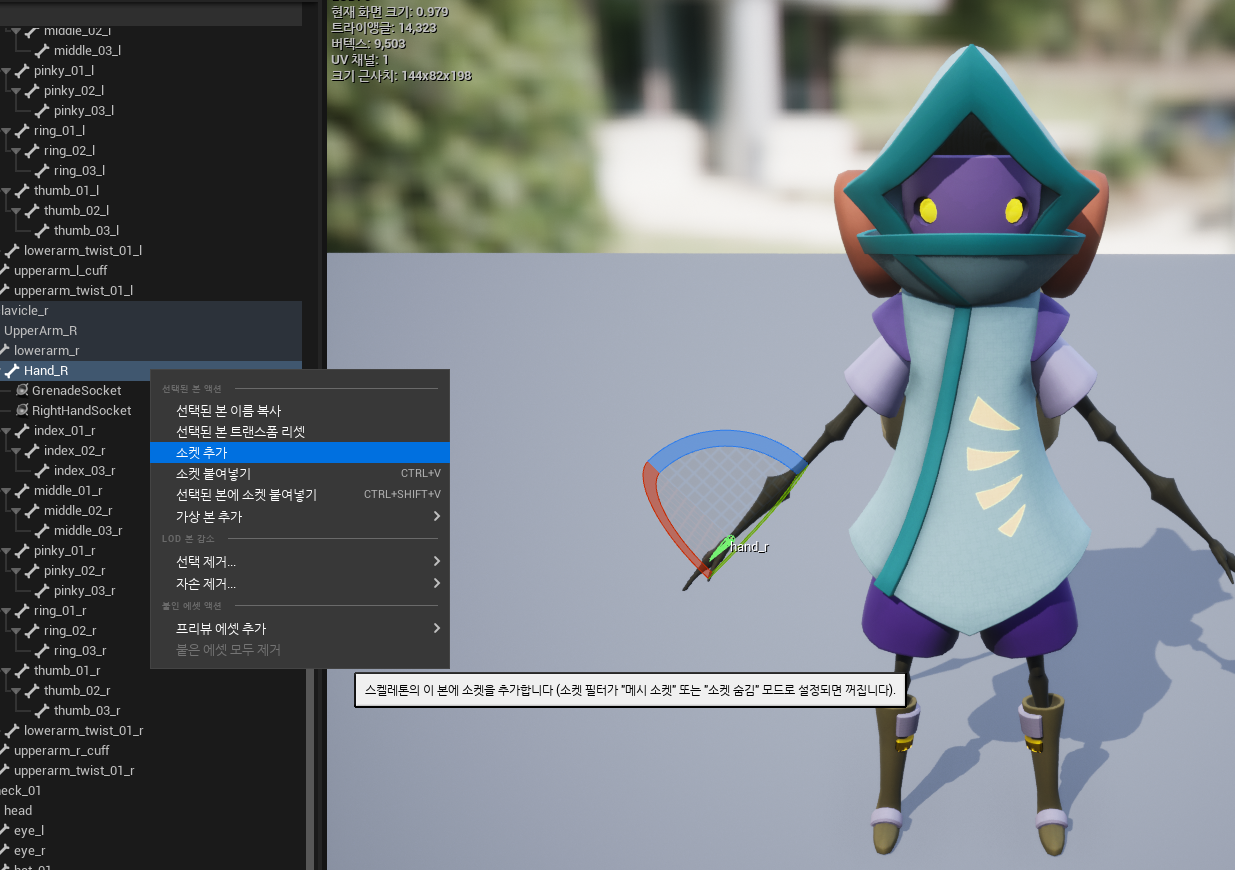 현재 화면 크기: 0.979
트라이앵글: 14,323
버텍스: 9,503
UV 채널: 1
크기 근사치: 144x82x198
middle_02_l
middle_03_l
pinky_01_l
pinky_02_l
pinky_03_l
ring_01_l
ring_02_l
ring_03_l
thumb_01_l
thumb_02_l
thumb_03_l
lowerarm_twist_01_l
upperarm_l_cuff
upperarm_twist_01_l
lavicle_r
UpperArm_R
lowerarm_r
Hand_R
GrenadeSocket
RightHandSocket
index_01_r
index_02_r
index_03_r
middle_01_r
middle_02_r
middle_03_r
pinky_01_r
pinky_02_r
pinky_03_r
ring_01_r
ring_02_r
ring_03_r
thumb_01_r
thumb_02_r
thumb_03_r
lowerarm_twist_01_r
upperarm_r_cuff
upperarm_twist_01_r
neck_01
head
eye_l
eye_r
선택된 본 액션
선택된 본 이름 복사
선택된 본 트랜스폼 리셋
소켓 추가
소켓 붙여넣기 CTRL+V
선택된 본에 소켓 붙여넣기 CTRL+SHIFT+V
가상 본 추가
LOD 본 감소
선택 제거...
자손 제거...
붙인 에셋 액션
프리뷰 에셋 추가
붙은 에셋 모두 제거
hand_r
스켈레톤의 이 본에 소켓을 추가합니다 (소켓 필터가 "메시 소켓" 또는 "소켓 숨김" 모드로 설정되면 꺼집니다).